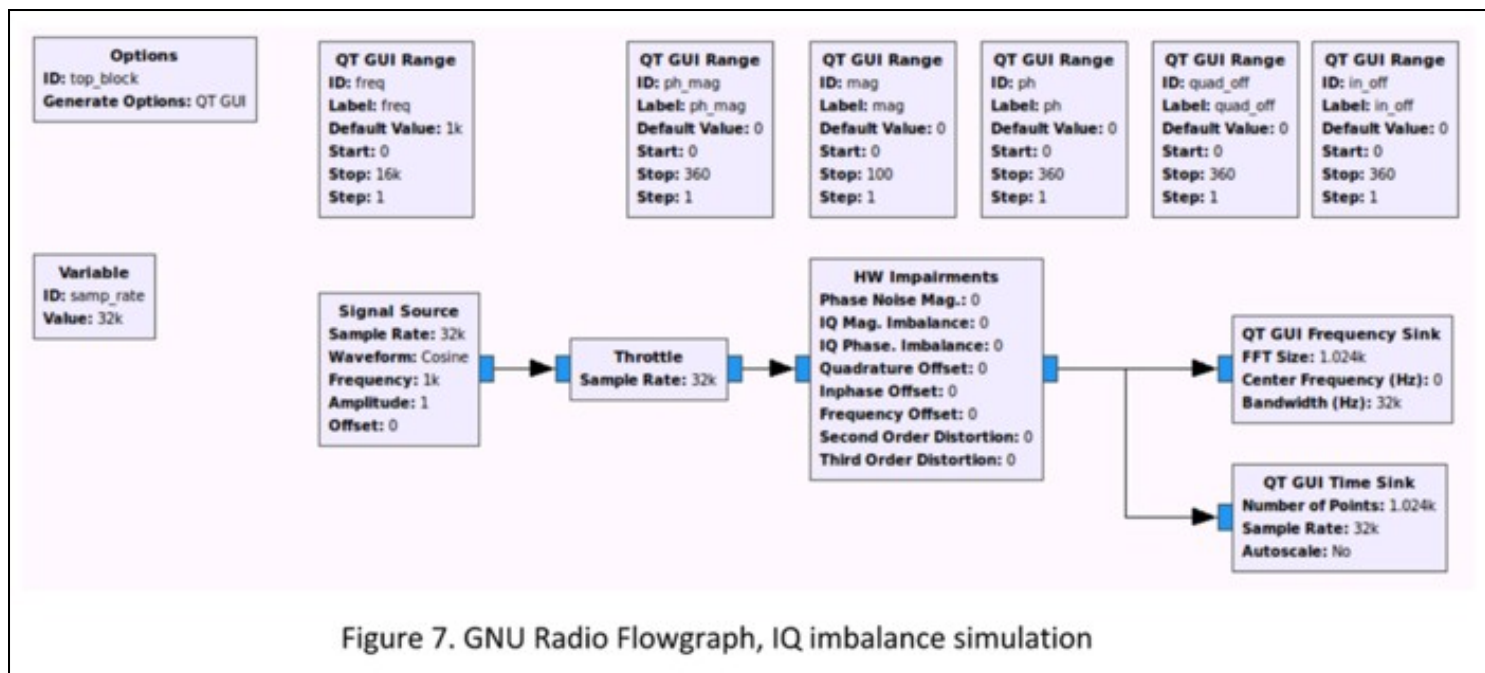 Options
ID: top_block
Generate Options: QT GUI
QT GUI Range
ID: freq
Label: freq
Default Value: 1k
Start: 0
Stop: 16k
Step: 1
QT GUI Range
ID: ph_mag
Label: ph_mag
Default Value: 0
Start: 0
Stop: 360
Step: 1
QT GUI Range
ID: mag
Label: mag
Default Value: 0
Start: 0
Stop: 100
Step: 1
QT GUI Range
ID: ph
Label: ph
Default Value: 0
Start: 0
Stop: 360
Step: 1
QT GUI Range
ID: quad_off
Label: quad_off
Default Value: 0
Start: 0
Stop: 360
Step: 1
QT GUI Range
ID: in_off
Label: in_off
Default Value: 0
Start: 0
Stop: 360
Step: 1
Variable
ID: samp_rate
Value: 32k
Signal Source
Sample Rate: 32k
Waveform: Cosine
Frequency: 1k
Amplitude: 1
Offset: 0
Throttle
Sample Rate: 32k
HW Impairments
Phase Noise Mag.: 0
IQ Mag. Imbalance: 0
IQ Phase. Imbalance: 0
Quadrature Offset: 0
Inphase Offset: 0
Frequency Offset: 0
Second Order Distortion: 0
Third Order Distortion: 0
QT GUI Frequency Sink
FFT Size: 1.024k
Center Frequency (Hz): 0
Bandwidth (Hz): 32k
QT GUI Time Sink
Number of Points: 1.024k
Sample Rate: 32k
Autoscale: No
Figure 7. GNU Radio Flowgraph, IQ imbalance simulation